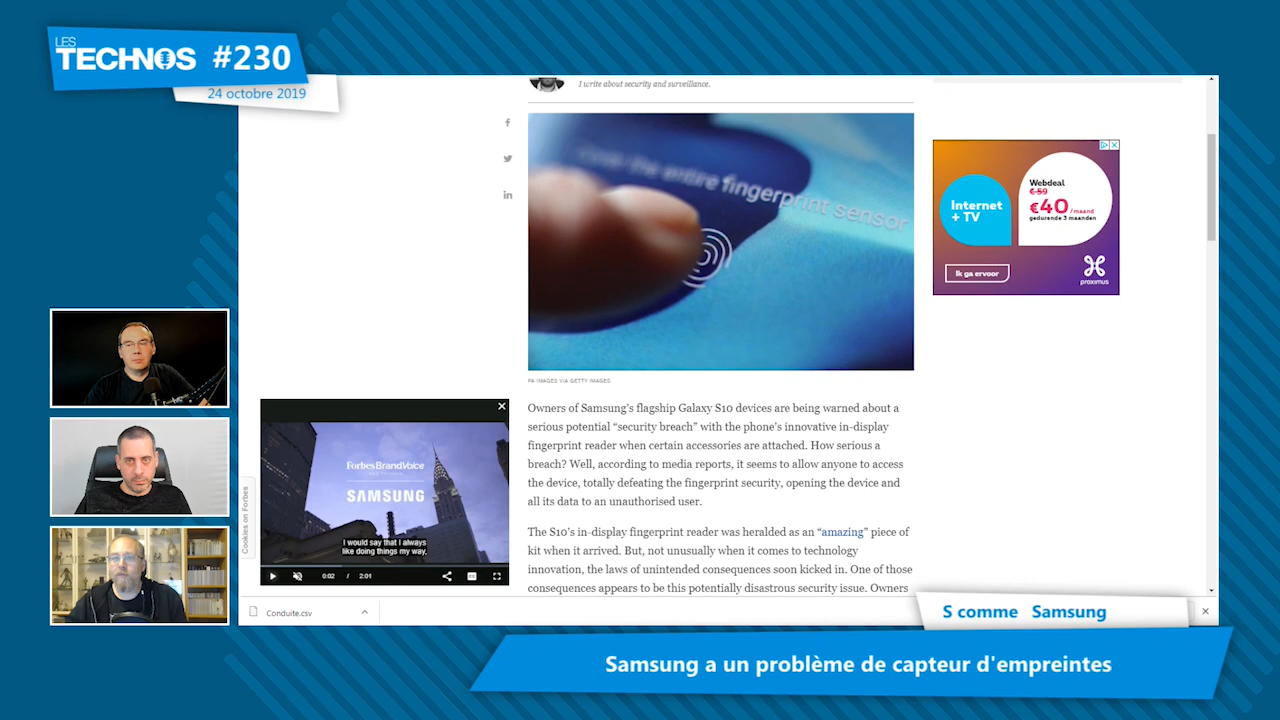 LES
TECHNOS #230
24 octobre 2019
I write about security and surveillance.
Cover the entire fingerprint sensor
PA IMAGES VIA GETTY IMAGES
Owners of Samsung's flagship Galaxy S10 devices are being warned about a
serious potential “security breach” with the phone's innovative in-display
fingerprint reader when certain accessories are attached. How serious a
breach? Well, according to media reports, it seems to allow anyone to access
the device, totally defeating the fingerprint security, opening the device and
all its data to an unauthorised user.
The S10's in-display fingerprint reader was heralded as an “amazing” piece of
kit when it arrived. But, not unusually when it comes to technology
innovation, the laws of unintended consequences soon kicked in. One of those
consequences appears to be this potentially disastrous security issue. Owners
Internet
+ TV
Webdeal
€ 59
€40 /maand
gedurende 3 maanden
Ik ga ervoor
proximus
Cookies on Forbes
Forbes BrandVoice
SAMSUNG
I would say that I always
like doing things my way,
0:02 / 2:01
Conduite.csv
S comme Samsung
Samsung a un problème de capteur d'empreintes